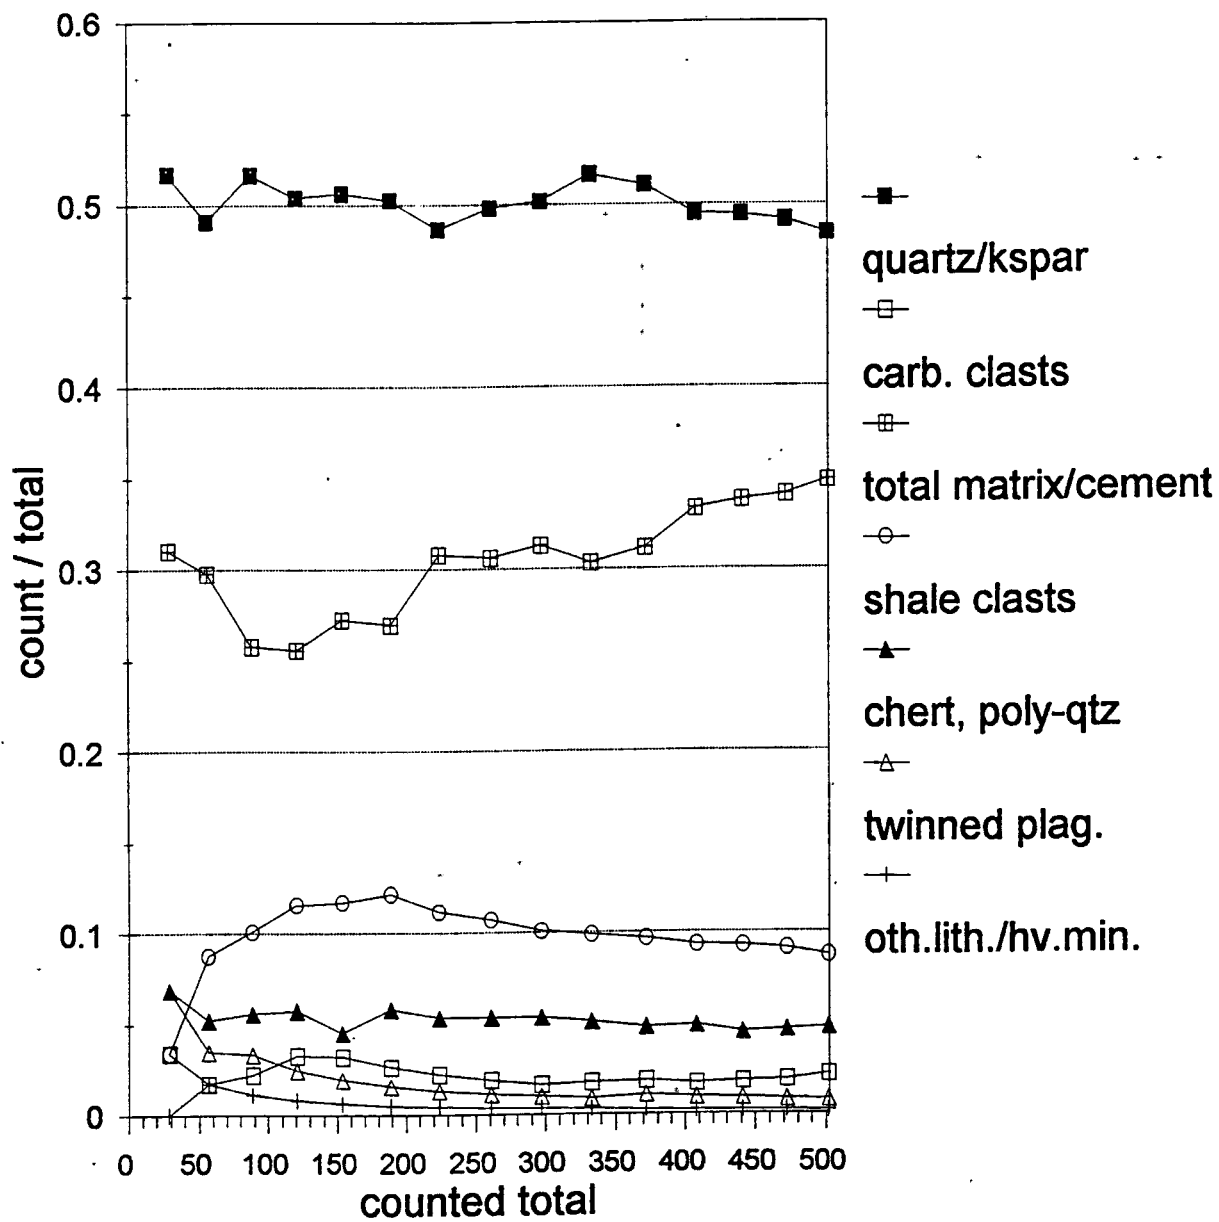 0.6
0.5
0.4
0.3
0.2
0.1
0
count / total
0 50 100 150 200 250 300 350 400 450 500
counted total
quartz/kspar
carb. clasts
total matrix/cement
shale clasts
chert, poly-qtz
twinned plag.
oth.lith./hv.min.